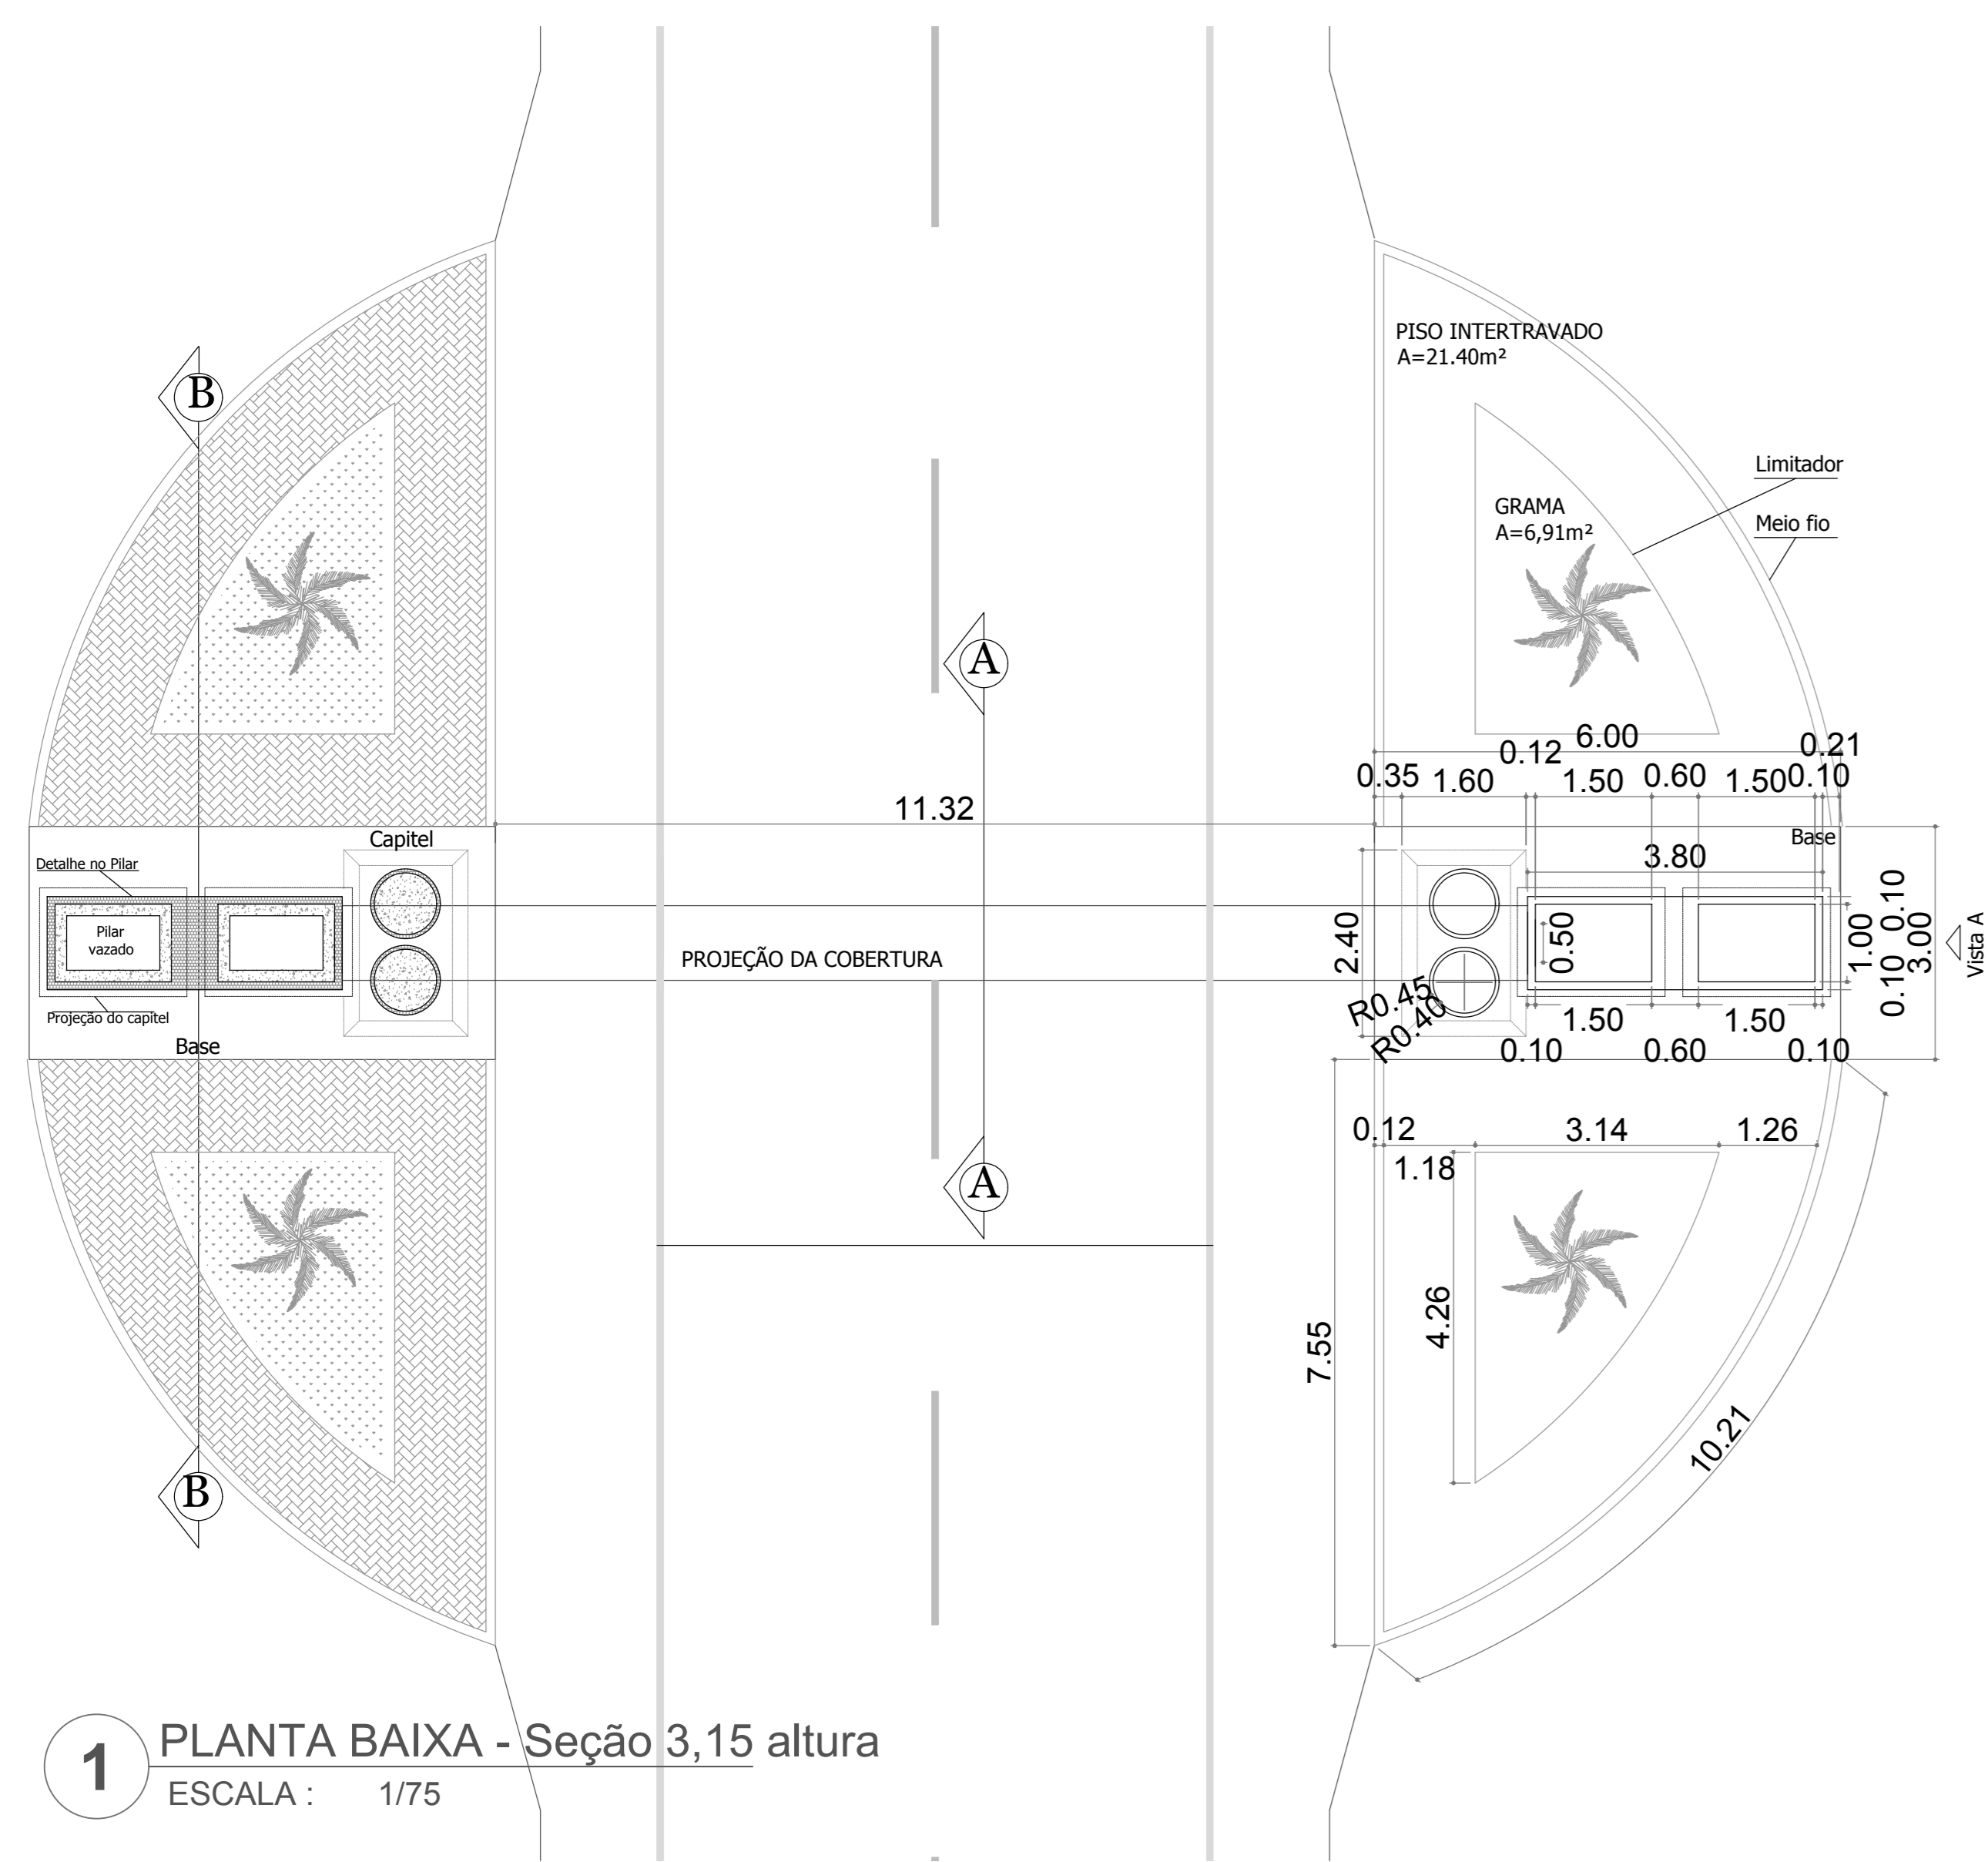 PISO INTERTRAVADO
A=21.40m²
B
Limitador
GRAMA
A=6,91m²
Meio fio
A
6.00
0.21
0.12
0.35
1.60
1.50
0.60
1.50
0.10
11.32
Capitel
Base
Detalhe no Pilar
3.80
Pilar
vazado
2.40
0.50
1.00
0.10
0.10
3.00
Vista A
PROJEÇÃO DA COBERTURA
R0.45
R0.40
Projeção do capitel
Base
1.50
1.50
0.10
0.60
0.10
0.12
3.14
1.26
1.18
A
4.26
7.55
10.21
B
1
PLANTA BAIXA - Seção 3,15 altura
ESCALA : 1/75